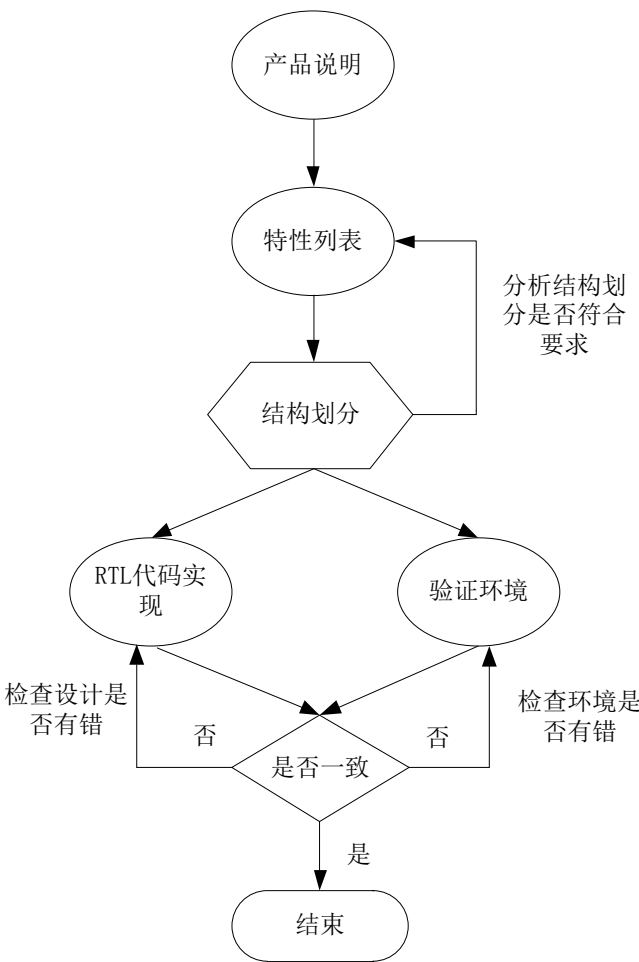 产品说明
特性列表
分析结构划
分是否符合
要求
结构划分
RTL代码实
现
验证环境
检查设计是
否有错
否
是否一致
否
检查环境是
否有错
是
结束